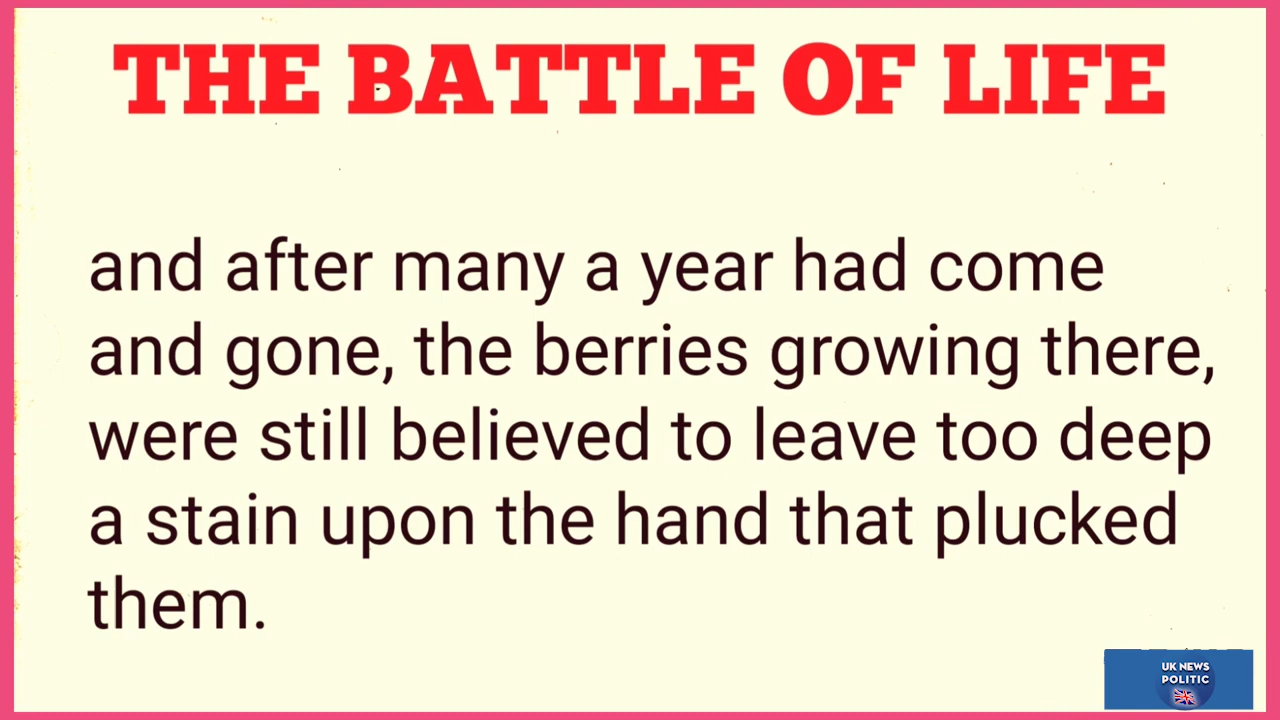 THE BATTLE OF LIFE
and after many a year had come
and gone, the berries growing there,
were still believed to leave too deep
a stain upon the hand that plucked
them.
UK NEWS
POLITIC